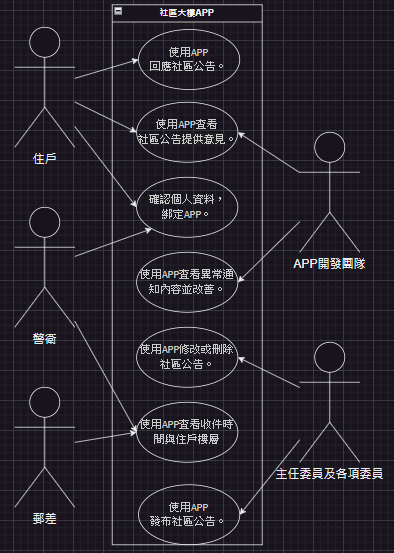 社區大樓APP
使用APP
回應社區公告。
使用APP查看
社區公告提供意見。
住戶
確認個人資料，
綁定APP。
APP開發團隊
使用APP查看異常通
知內容並改善。
警衛
使用APP修改或刪除
社區公告。
使用APP查看收件時
間與住戶樓層
主任委員及各項委員
郵差
使用APP
發布社區公告。